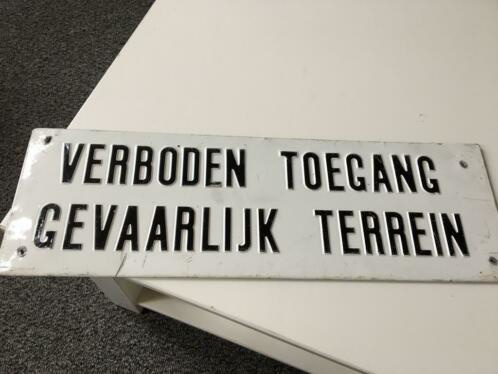 VERBODEN TOEGANG
GEVAARLIJK TERREIN